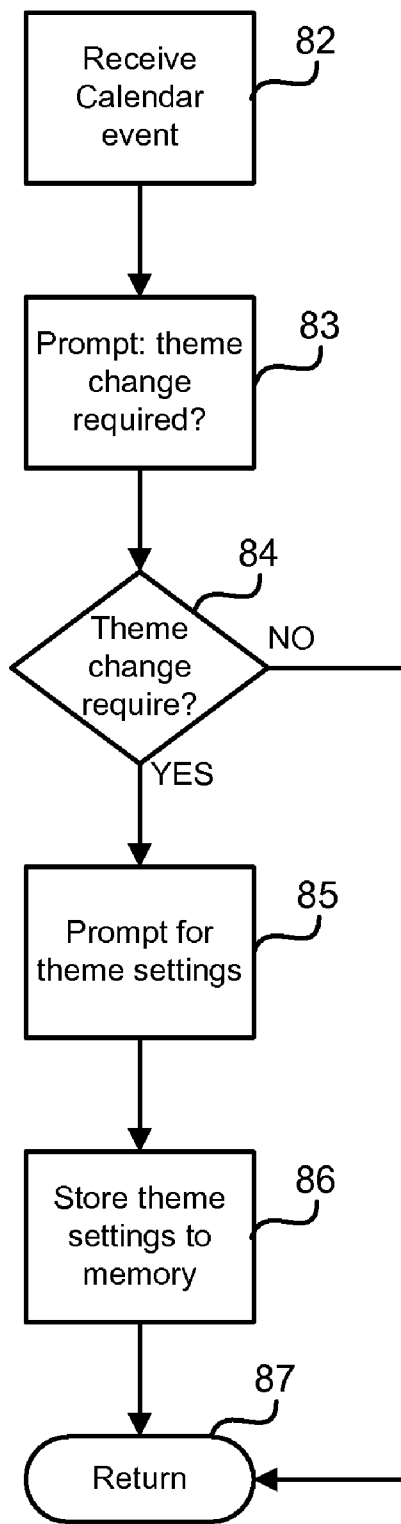 82
Receive
Calendar
event
83
Prompt: theme
change
required?
84
Theme
change
require?
NO
YES
85
Prompt for
theme settings
86
Store theme
settings to
memory
87
Return